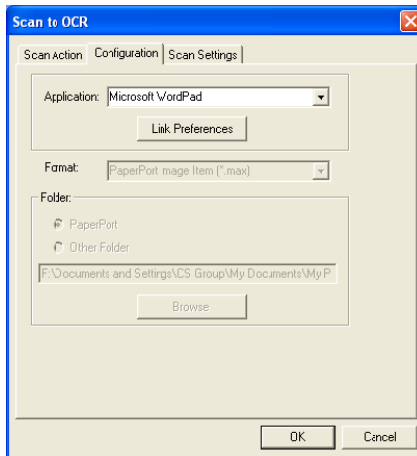 Scan to OCR
Scan Action Configuration Scan Settings
Application: Microsoft WordPad
Link Preferences
Format: PaperPort mage Item (*.max)
Folder:
PaperPort
Other Folder
F:\Documents and Settings\CS Group\My Documents\My P
Browse
OK Cancel